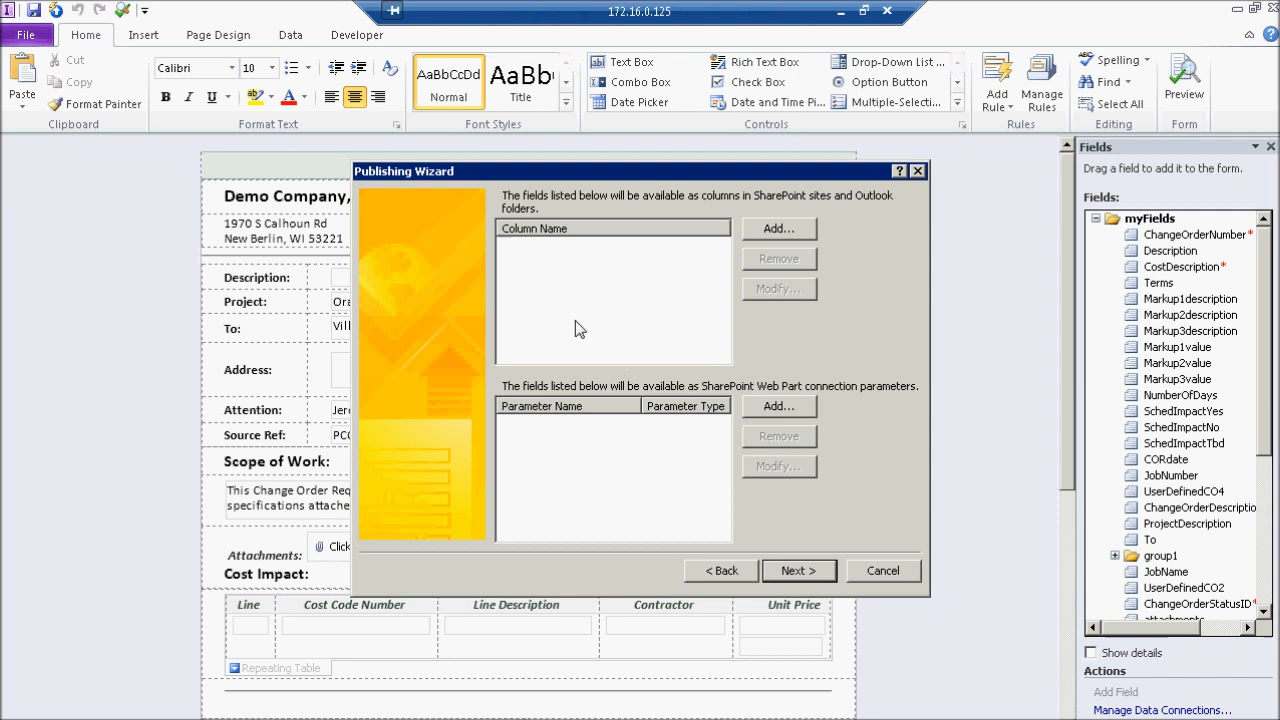 172.16.0.125
File
Home
Insert
Page Design
Data
Developer
Paste
Cut
Copy
Format Painter
Clipboard
Calibri
10
B I U
Format Text
AaBbCcDd
Normal
AaBb
Title
Font Styles
Text Box
Combo Box
Date Picker
Rich Text Box
Check Box
Date and Time Pi...
Drop-Down List ...
Option Button
Multiple-Selecti...
Controls
Add Rule
Manage Rules
Rules
Spelling
Find
Select All
Editing
Preview
Form
Demo Company,
1970 S Calhoun Rd
New Berlin, WI 53221
Description:
Project:
Ora
To:
Vill
Address:
Attention:
Jer
Source Ref:
PCO
Scope of Work:
This Change Order Req
specifications attache
Attachments:
Click
Cost Impact:
Line
Cost Code Number
Line Description
Contractor
Unit Price
Repeating Table
Publishing Wizard
The fields listed below will be available as columns in SharePoint sites and Outlook
folders.
Column Name
Add...
Remove
Modify...
The fields listed below will be available as SharePoint Web Part connection parameters.
Parameter Name
Parameter Type
Add...
Remove
Modify...
< Back
Next >
Cancel
Fields
Drag a field to add it to the form.
Fields:
myFields
ChangeOrderNumber*
Description
CostDescription*
Terms
Markup1description
Markup2description
Markup3description
Markup1value
Markup2value
Markup3value
NumberOfDays
SchedImpactYes
SchedImpactNo
SchedImpactTbd
CORdate
JobNumber
UserDefinedCO4
ChangeOrderDescriptio
ProjectDescription
To
group1
JobName
UserDefinedCO2
ChangeOrderStatusID*
attachments
Show details
Actions
Add Field
Manage Data Connections...